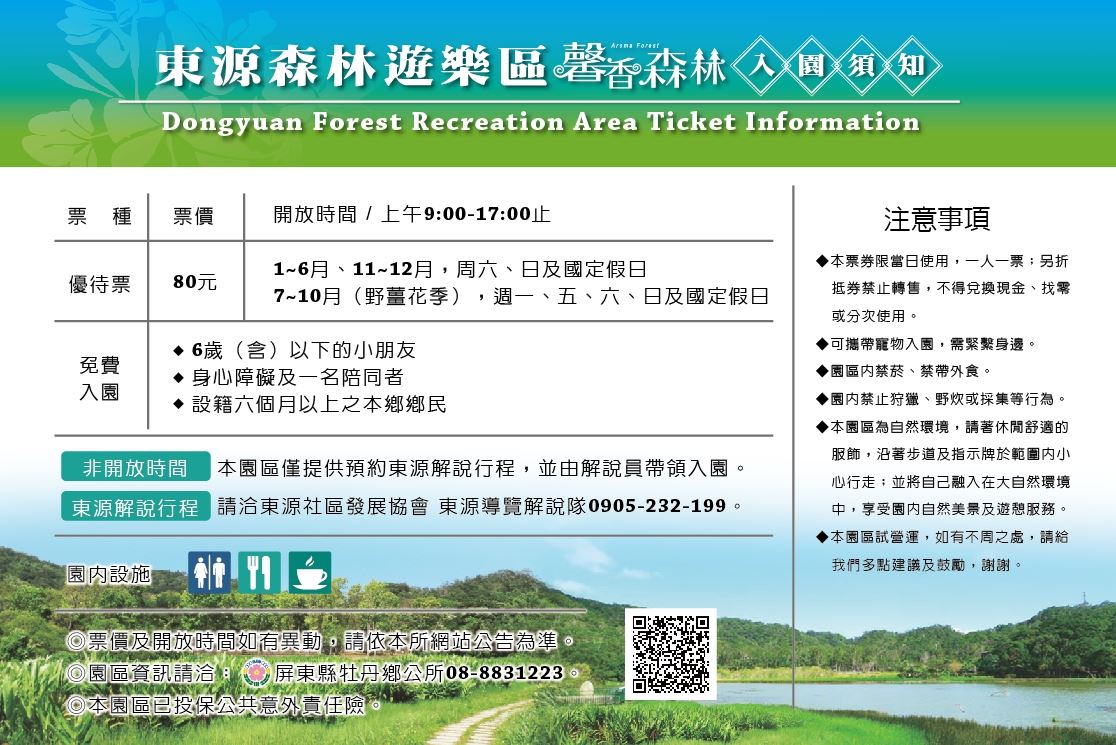 東源森林遊樂區 馨香森林 Aroma Forest 入園須知
Dongyuan Forest Recreation Area Ticket Information
票 種 票價 開放時間 / 上午9:00-17:00止
優待票 80元 1~6月、11~12月，周六、日及國定假日
7~10月（野薑花季），週一、五、六、日及國定假日
免費
入園
◆ 6歲（含）以下的小朋友
◆ 身心障礙及一名陪同者
◆ 設籍六個月以上之本鄉鄉民
非開放時間 本園區僅提供預約東源解說行程，並由解說員帶領入園。
東源解說行程 請洽東源社區發展協會 東源導覽解說隊0905-232-199。
園內設施
◎票價及開放時間如有異動，請依本所網站公告為準。
◎園區資訊請洽： 屏東縣牡丹鄉公所08-8831223。
◎本園區已投保公共意外責任險。
注意事項
◆本票券限當日使用，一人一票；另折
抵券禁止轉售，不得兌換現金、找零
或分次使用。
◆可攜帶寵物入園，需緊繫身邊。
◆園區內禁菸、禁帶外食。
◆園內禁止狩獵、野炊或採集等行為。
◆本園區為自然環境，請著休閒舒適的
服飾，沿著步道及指示牌於範圍內小
心行走；並將自己融入在大自然環境
中，享受園內自然美景及遊憩服務。
◆本園區試營運，如有不周之處，請給
我們多點建議及鼓勵，謝謝。